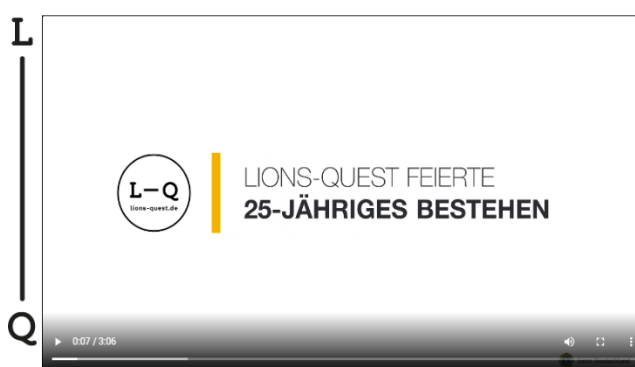 L
Q
L—Q
lions-quest.de
LIONS-QUEST FEIERTE
25-JÄHRIGES BESTEHEN
0:07 / 3:06